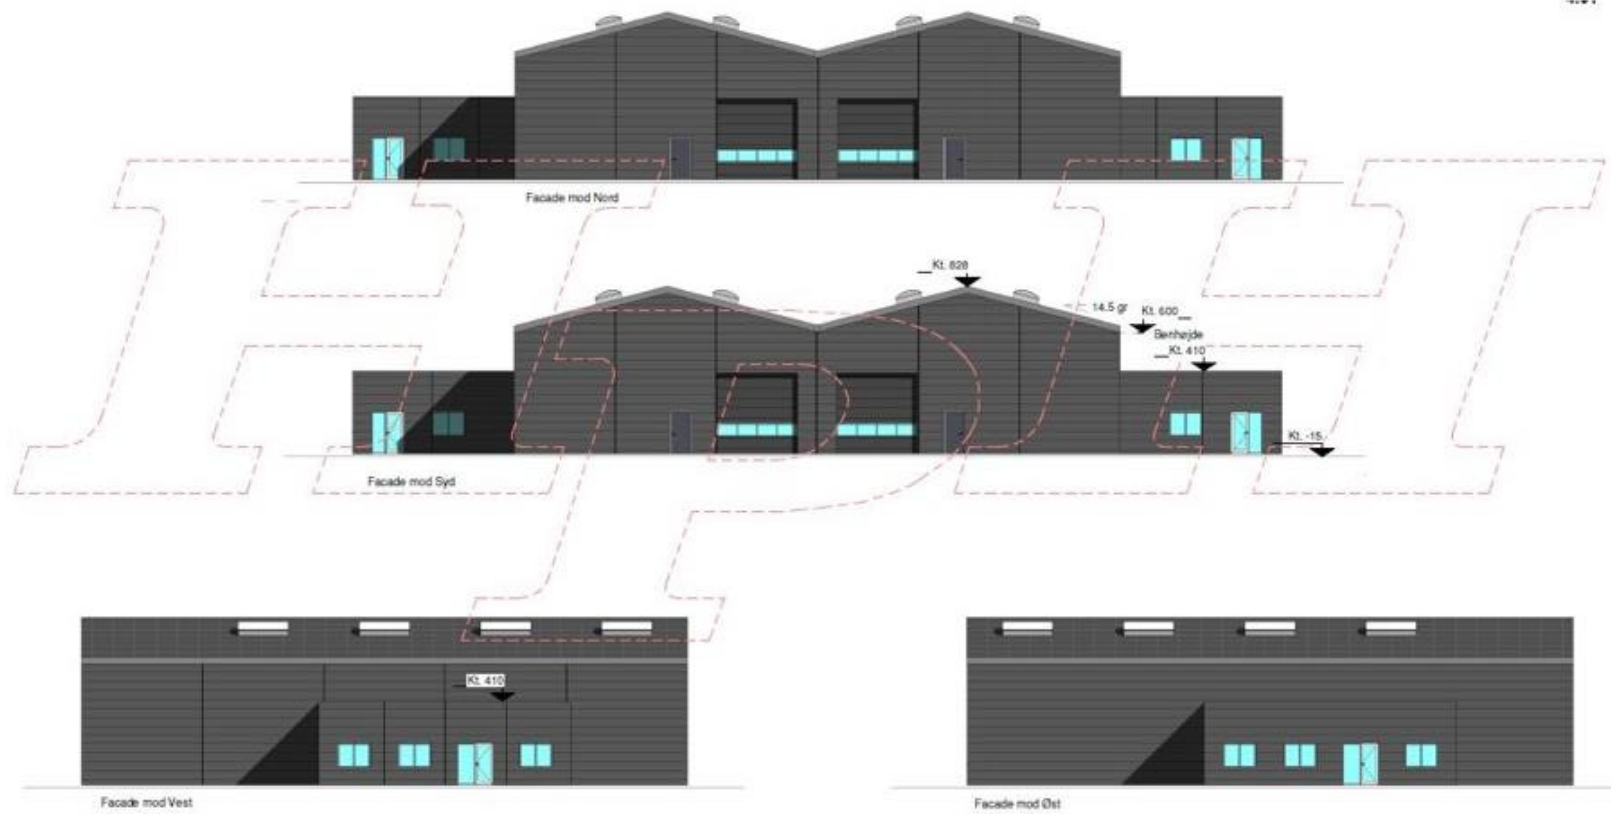 Facade mod Nord
Kt. 828
14.5 gr
Kt. 600
Benhøjde
Kt. 410
Kt. -15
Facade mod Syd
Kt. 410
Facade mod Vest
Facade mod Øst
HPH